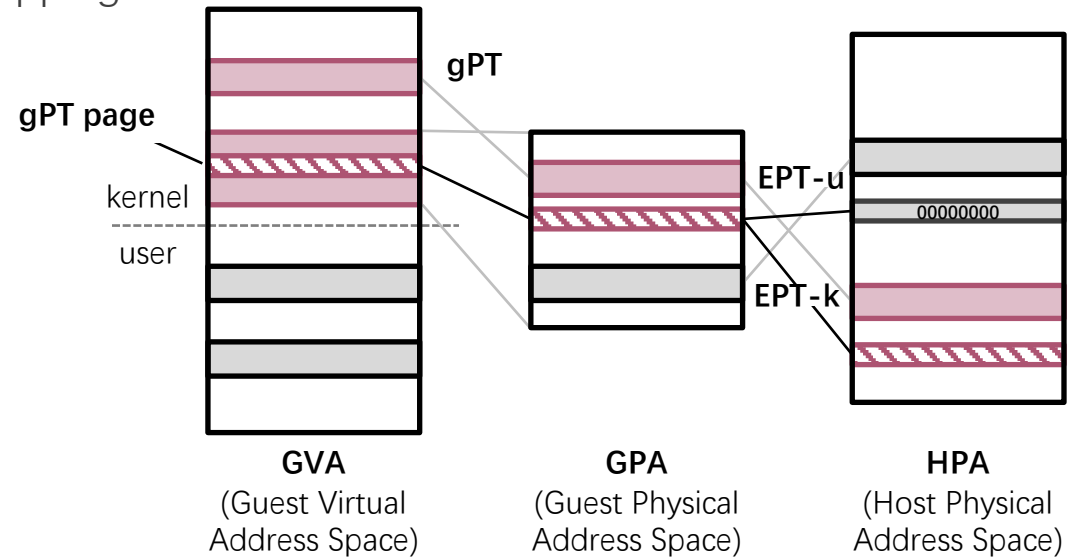 gPT
gPT page
kernel
user
EPT-u
00000000
EPT-k
GVA
(Guest Virtual
Address Space)
GPA
(Guest Physical
Address Space)
HPA
(Host Physical
Address Space)